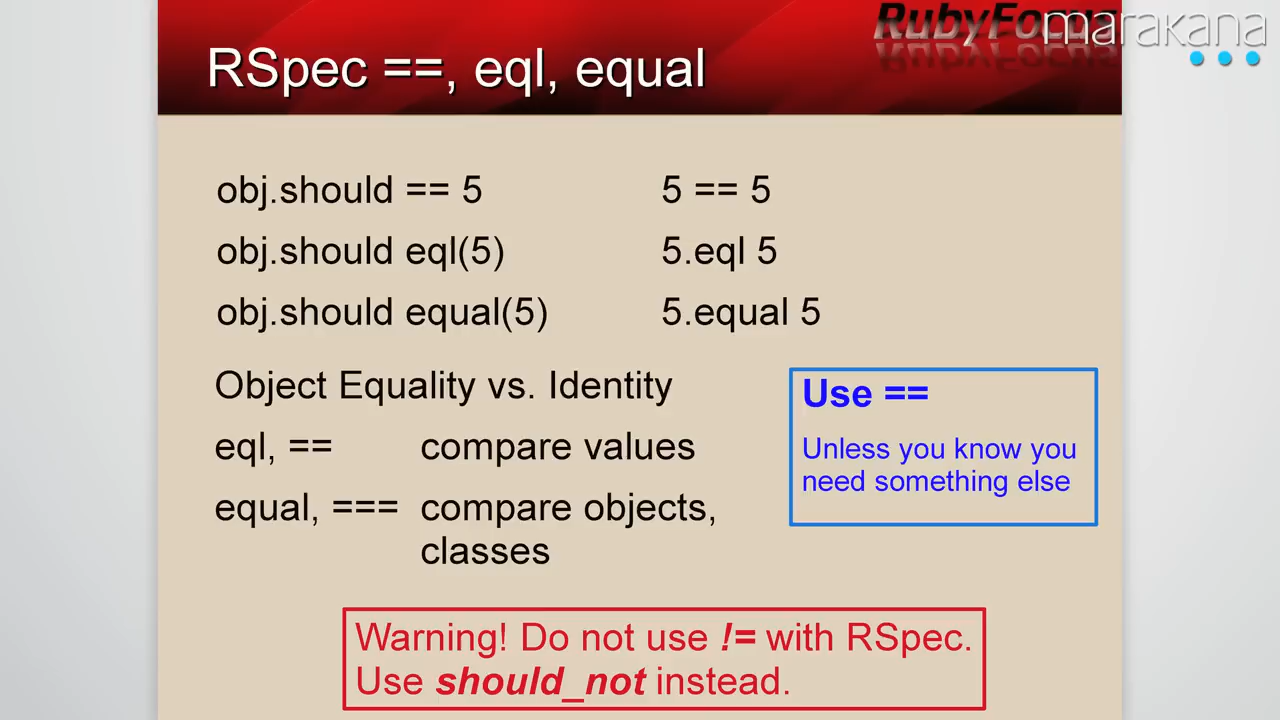 RubyFocus
marakana
RSpec ==, eql, equal
obj.should == 5 5 == 5
obj.should eql(5) 5.eql 5
obj.should equal(5) 5.equal 5
Object Equality vs. Identity
eql, == compare values
equal, === compare objects,
classes
Use ==
Unless you know you
need something else
Warning! Do not use != with RSpec.
Use should_not instead.